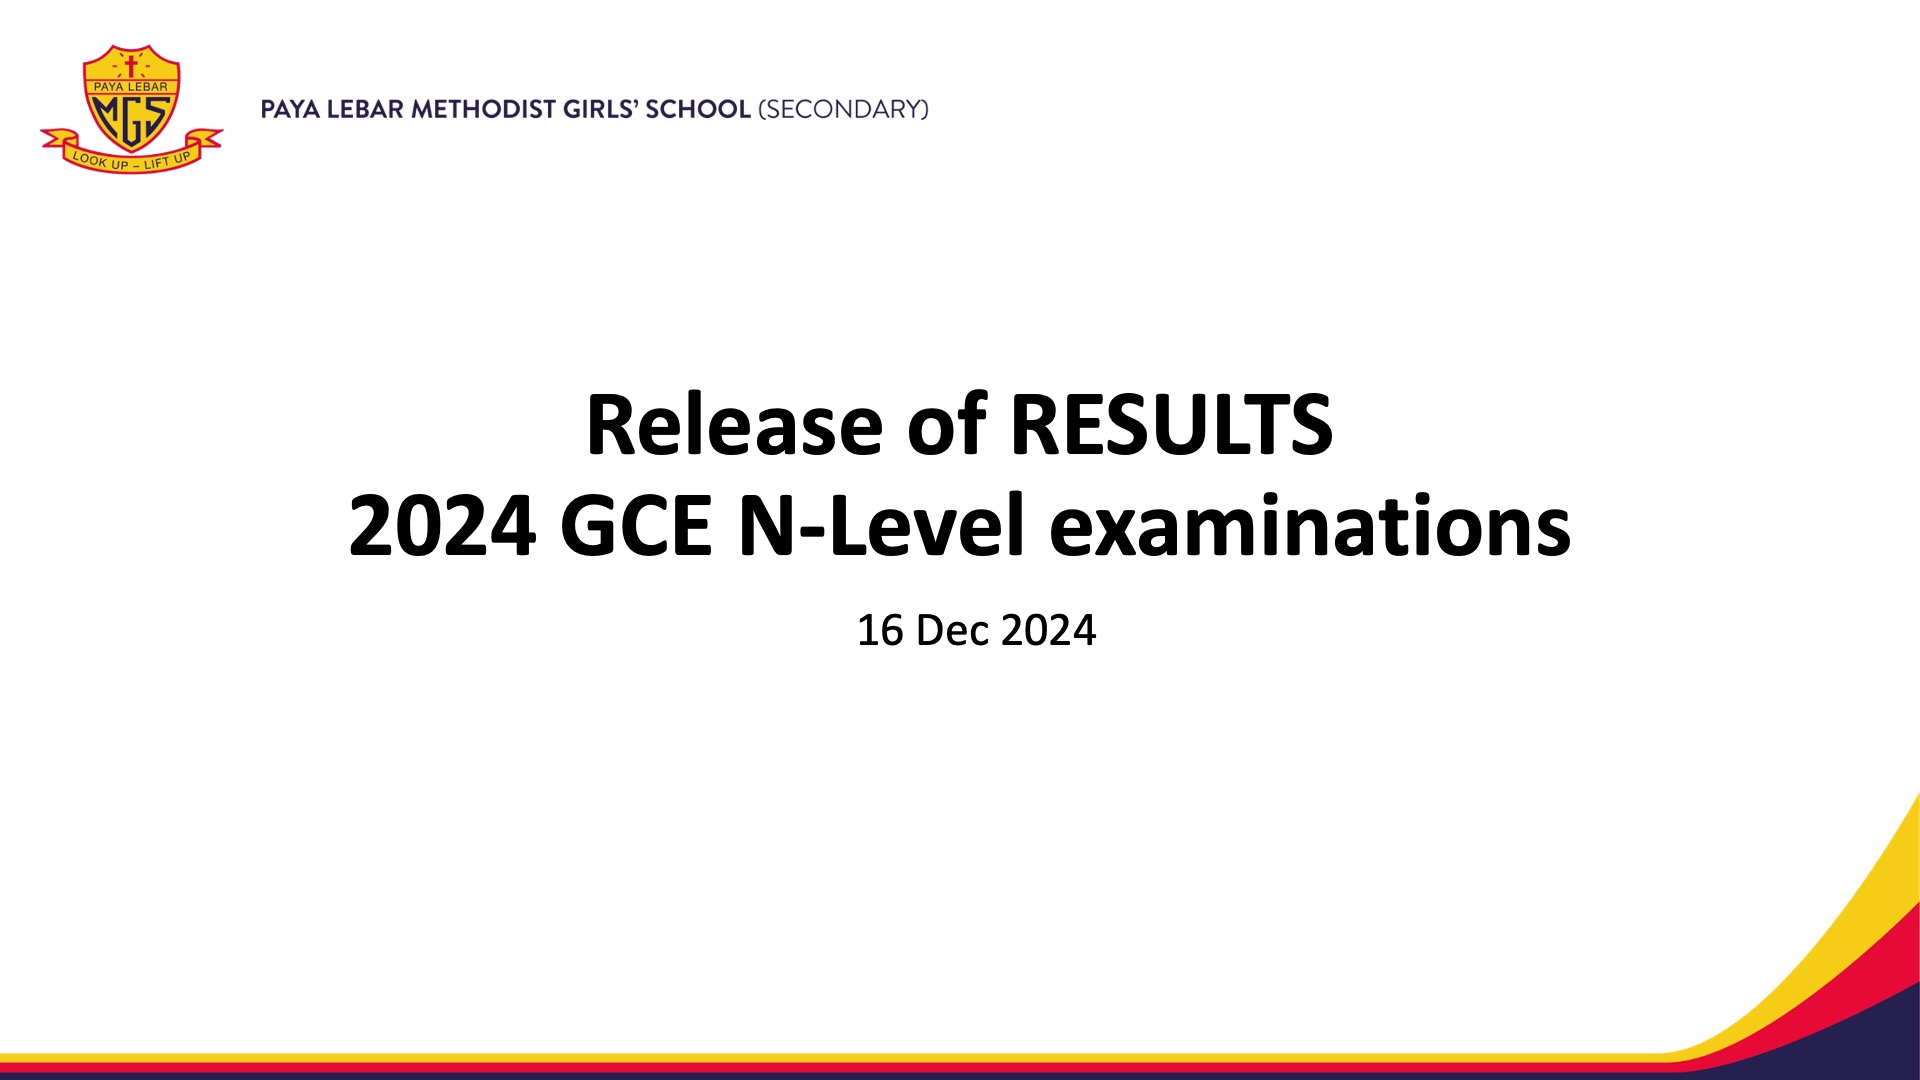 PAYA LEBAR
MGS
LOOK UP – LIFT UP
PAYA LEBAR METHODIST GIRLS’ SCHOOL (SECONDARY)
Release of RESULTS
2024 GCE N-Level examinations
16 Dec 2024